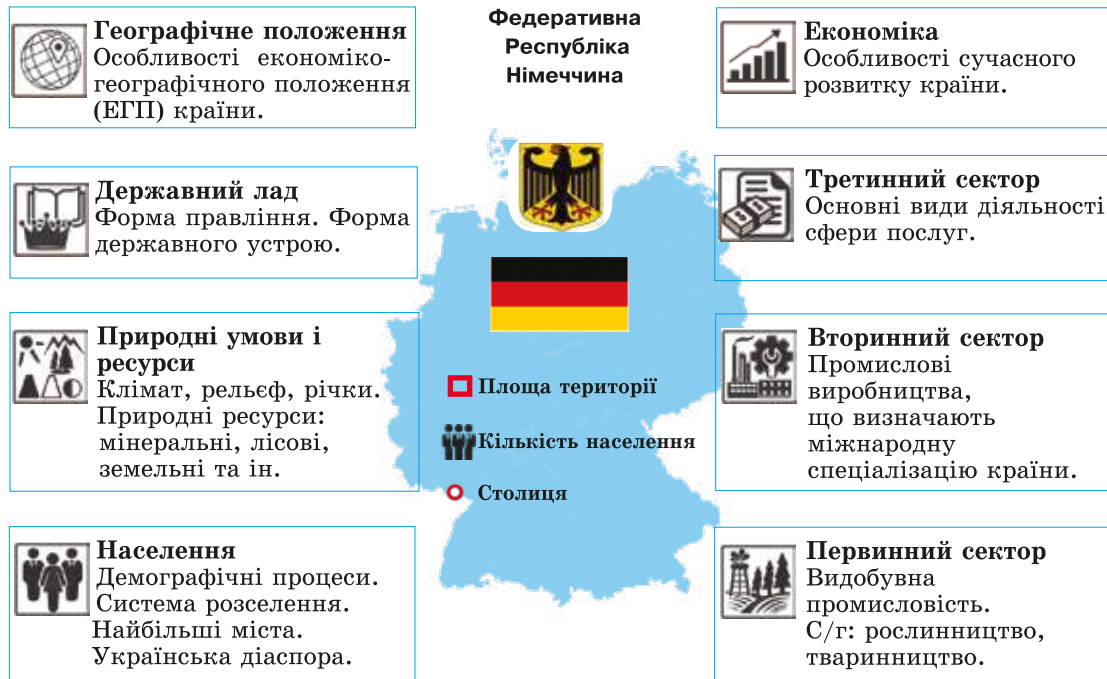 Федеративна
Республіка
Німеччина
Географічне положення
Особливості економіко-
географічного положення
(ЕГП) країни.
Державний лад
Форма правління. Форма
державного устрою.
Природні умови і
ресурси
Клімат, рельєф, річки.
Природні ресурси:
мінеральні, лісові,
земельні та ін.
Населення
Демографічні процеси.
Система розселення.
Найбільші міста.
Українська діаспора.
Площа території
Кількість населення
Столиця
Економіка
Особливості сучасного
розвитку країни.
Третинний сектор
Основні види діяльності
сфери послуг.
Вторинний сектор
Промислові
виробництва,
що визначають
міжнародну
спеціалізацію країни.
Первинний сектор
Видобувна
промисловість.
С/г: рослинництво,
тваринництво.